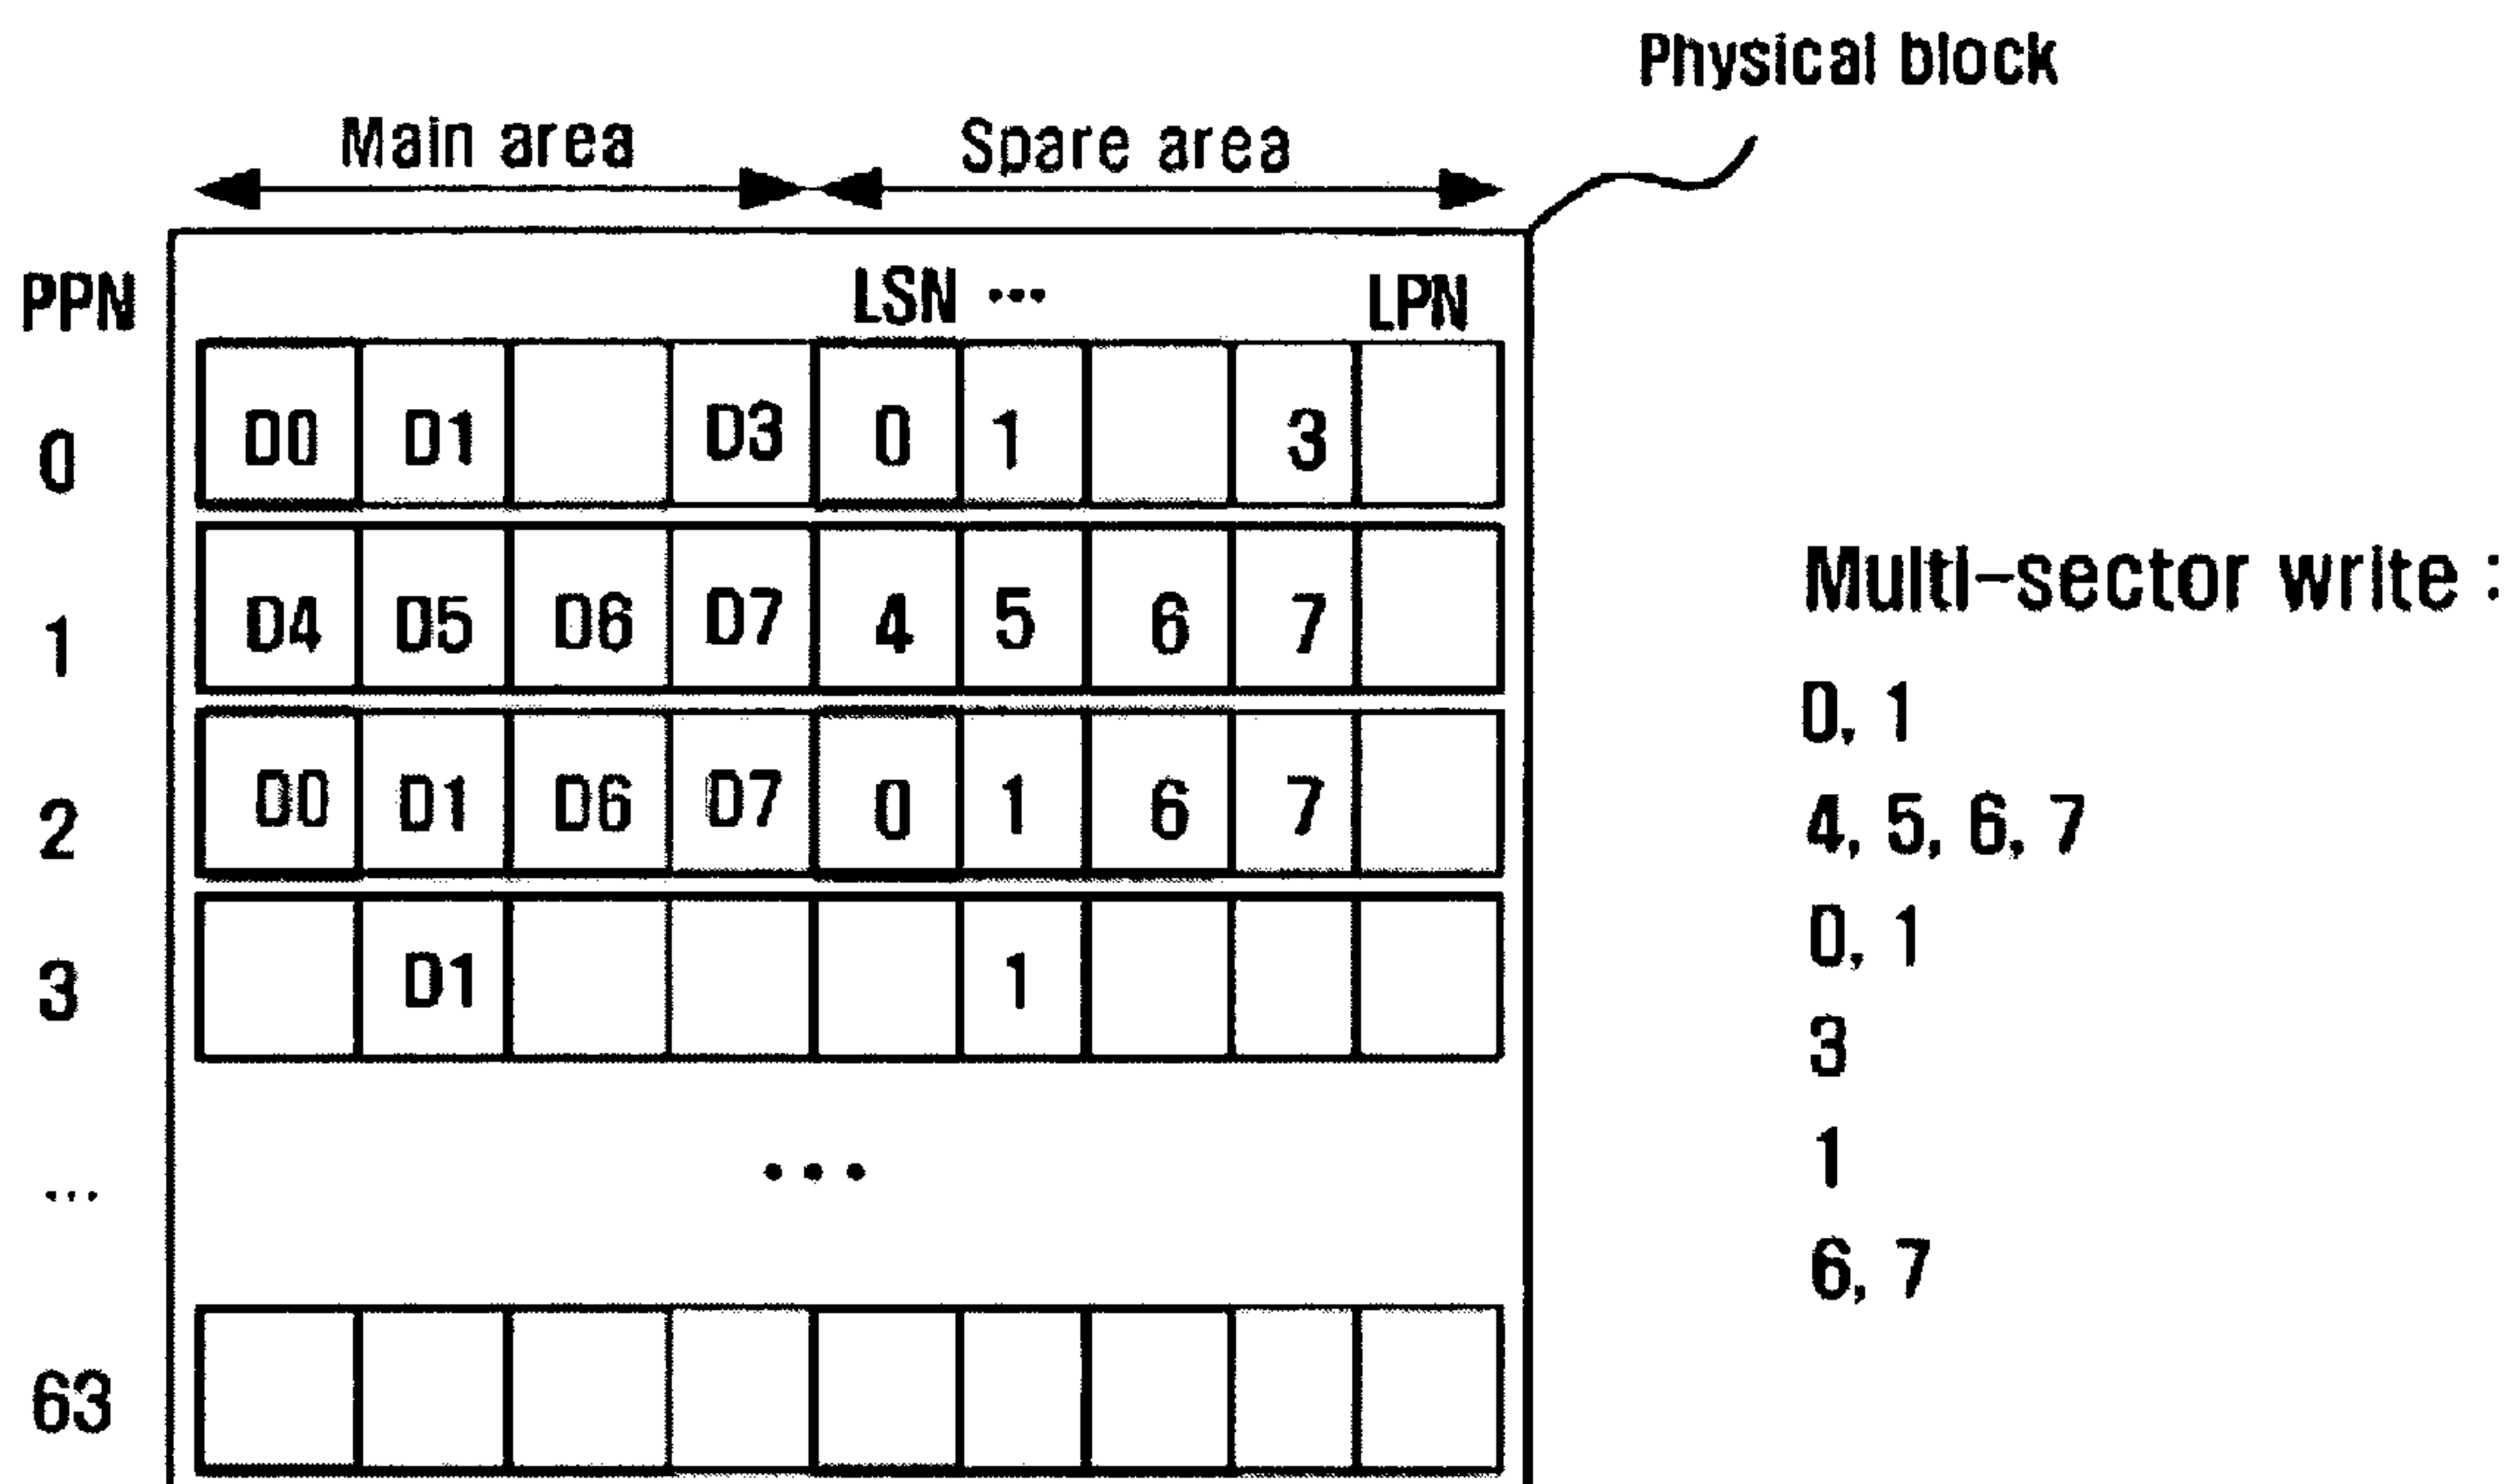 Physical block
Main area Spare area
PPN LSN ... LPN
0 D0 D1 D3 0 1 3
1 D4 D5 D6 D7 4 5 6 7
2 D0 D1 D6 D7 0 1 6 7
3 D1 1
...
...
63
Multi-sector write :
0, 1
4, 5, 6, 7
0, 1
3
1
6, 7